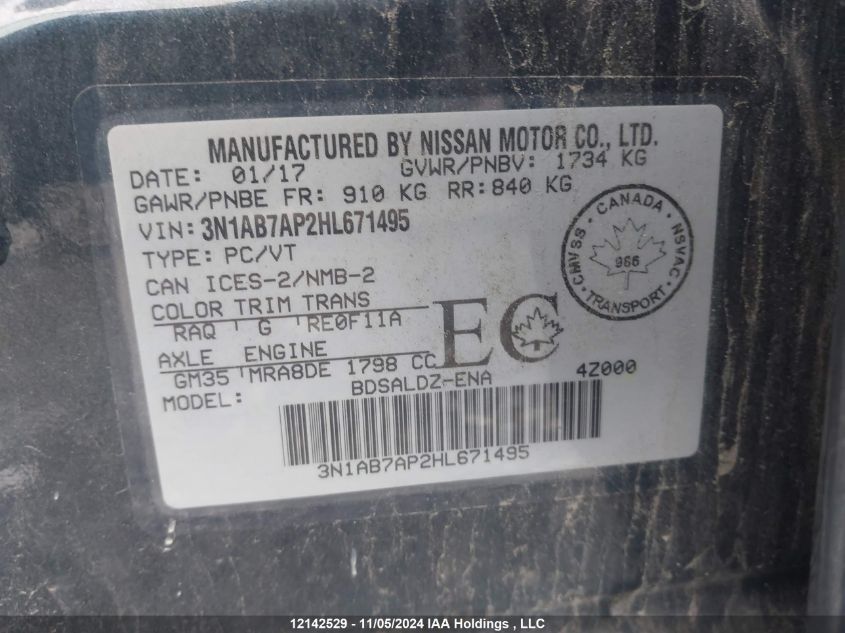 MANUFACTURED BY NISSAN MOTOR CO., LTD.
DATE: 01/17 GVWR/PNBV: 1734 KG
GAWR/PNBE FR: 910 KG RR: 840 KG
VIN: 3N1AB7AP2HL671495
TYPE: PC/VT
CAN ICES-2/NMB-2
COLOR TRIM TRANS
RAQ G RE0F11A
AXLE ENGINE
GM35 MRA8DE 1798 CC
MODEL: BDSALDZ-ENA 4Z000
EC
CANADA
CMVSS 966 NSVAC
TRANSPORT
3N1AB7AP2HL671495
12142529 - 11/05/2024 IAA Holdings , LLC